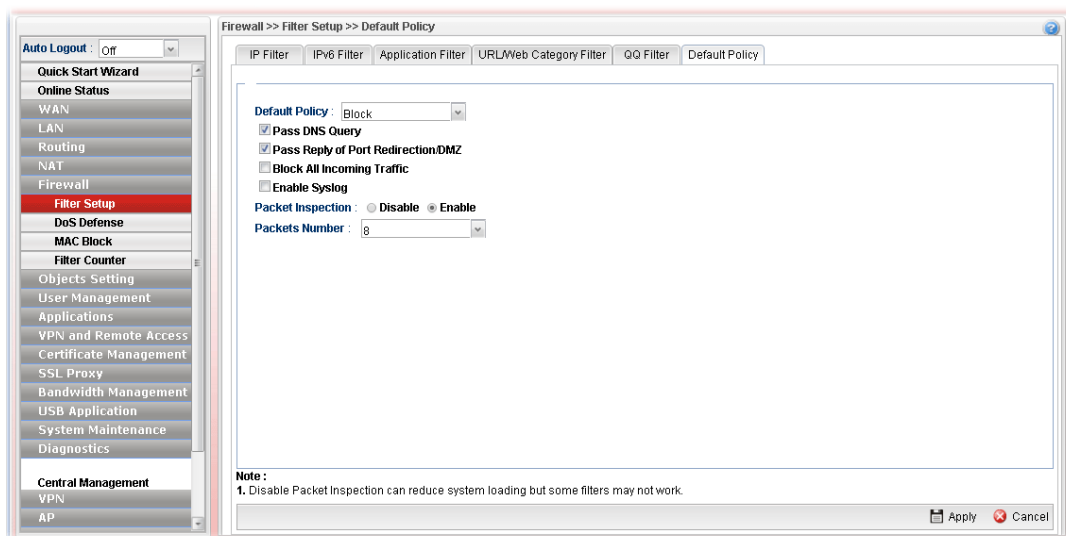 Firewall >> Filter Setup >> Default Policy
Auto Logout : Off
Quick Start Wizard
Online Status
WAN
LAN
Routing
NAT
Firewall
Filter Setup
DoS Defense
MAC Block
Filter Counter
Objects Setting
User Management
Applications
VPN and Remote Access
Certificate Management
SSL Proxy
Bandwidth Management
USB Application
System Maintenance
Diagnostics
Central Management
VPN
AP
IP Filter IPv6 Filter Application Filter URL/Web Category Filter QQ Filter Default Policy
Default Policy : Block
Pass DNS Query
Pass Reply of Port Redirection/DMZ
Block All Incoming Traffic
Enable Syslog
Packet Inspection : Disable Enable
Packets Number : 8
Note :
1. Disable Packet Inspection can reduce system loading but some filters may not work.
Apply Cancel